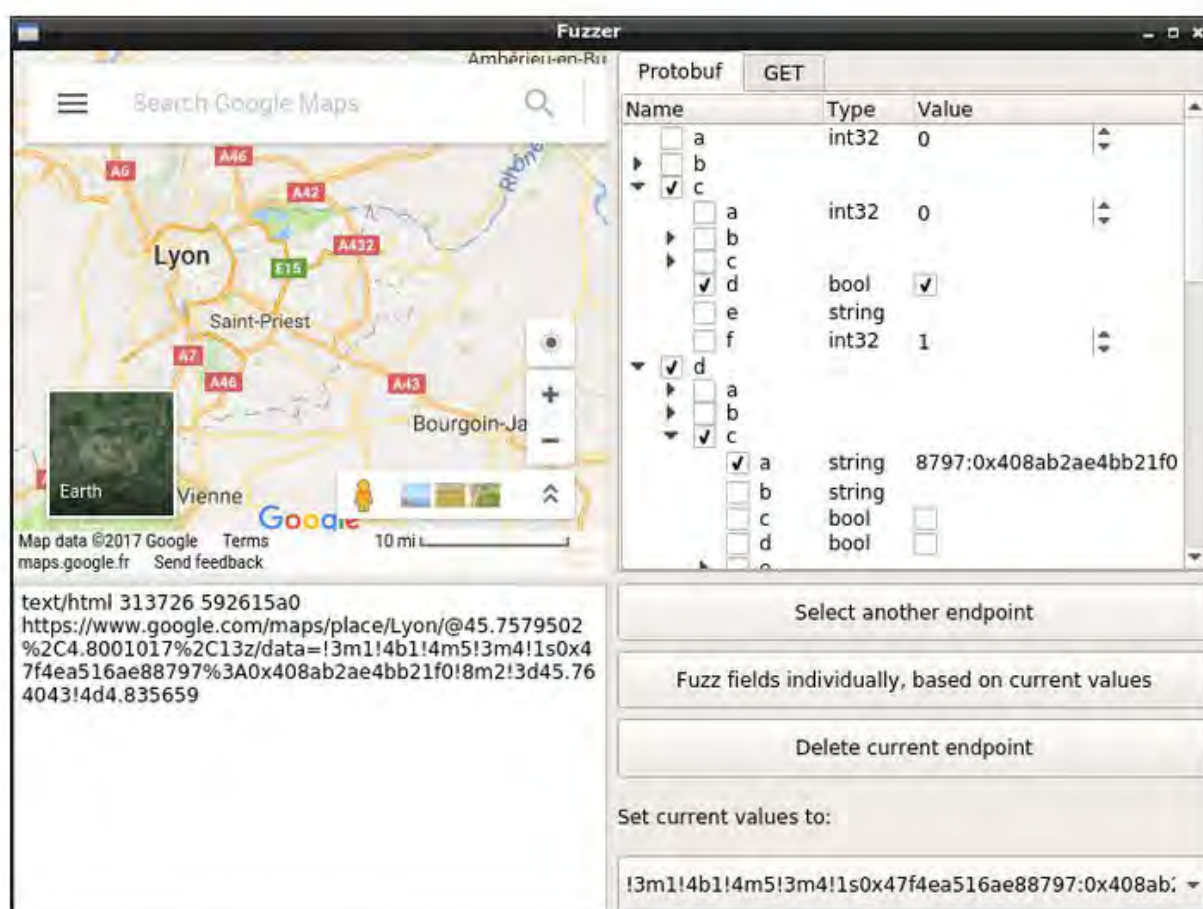 Fuzzer
Ambérieu-en-Bu
Search Google Maps
A46
A6
A42
Rhône
Lyon
A432
E15
Saint-Priest
A7
A46
A43
Bourgoin-Ja
Earth
Vienne
Google
Map data ©2017 Google Terms 10 mi
maps.google.fr Send feedback
Protobuf GET
Name Type Value
a int32 0
b
c
a int32 0
b
c
d bool
e string
f int32 1
d
a
b
c
a string 8797:0x408ab2ae4bb21f0
b string
c bool
d bool
text/html 313726 592615a0
https://www.google.com/maps/place/Lyon/@45.7579502
%2C4.8001017%2C13z/data=!3m1!4b1!4m5!3m4!1s0x4
7f4ea516ae88797%3A0x408ab2ae4bb21f0!8m2!3d45.76
4043!4d4.835659
Select another endpoint
Fuzz fields individually, based on current values
Delete current endpoint
Set current values to:
!3m1!4b1!4m5!3m4!1s0x47f4ea516ae88797:0x408ab